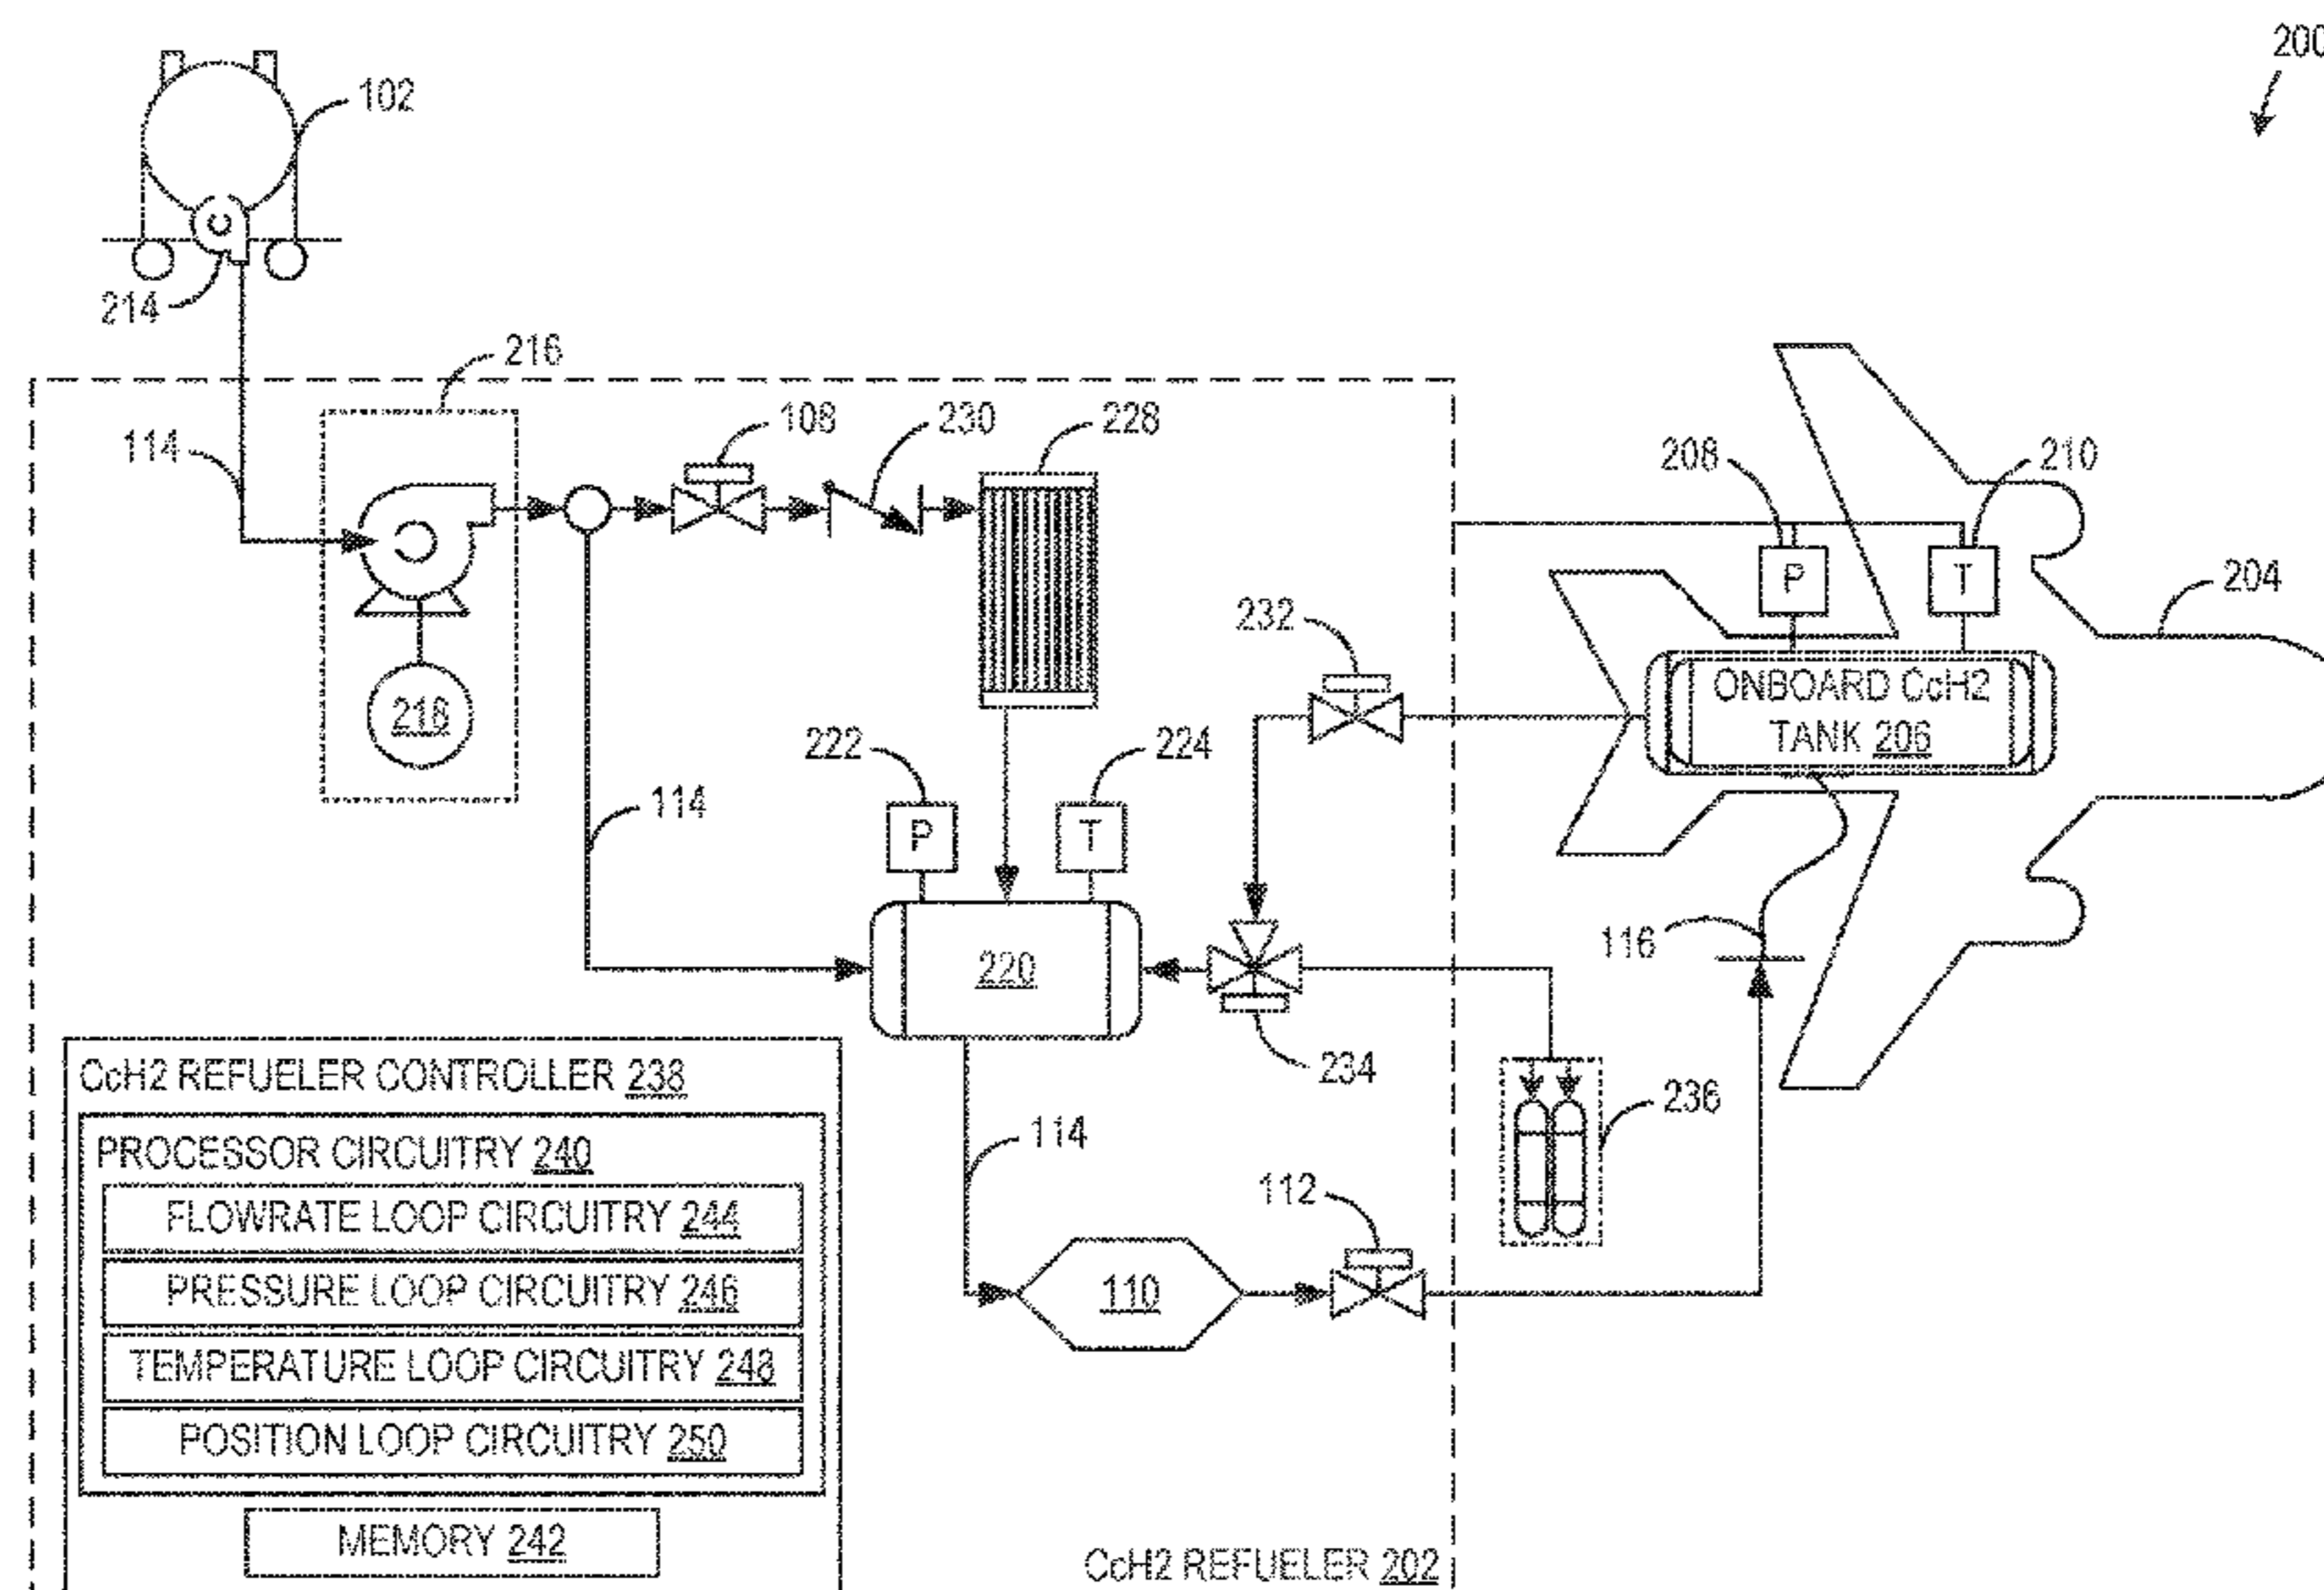 200
102
214
216
108
230
228
114
208
210
P
T
204
232
218
ONBOARD CcH2
TANK 206
222
224
114
P
T
116
220
234
236
CcH2 REFUELER CONTROLLER 238
PROCESSOR CIRCUITRY 240
FLOWRATE LOOP CIRCUITRY 244
PRESSURE LOOP CIRCUITRY 246
TEMPERATURE LOOP CIRCUITRY 248
POSITION LOOP CIRCUITRY 250
MEMORY 242
114
112
110
CcH2 REFUELER 202